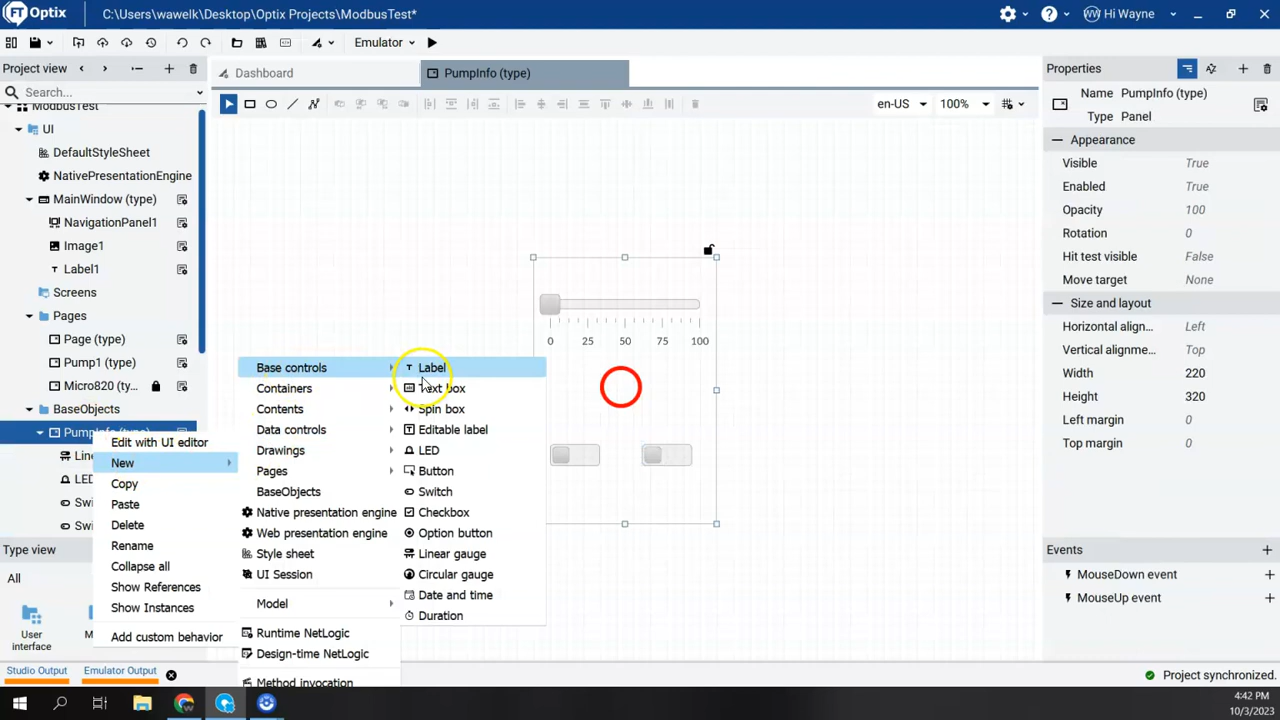 FT Optix C:\Users\wawelk\Desktop\Optix Projects\ModbusTest* Hi Wayne
Emulator
Project view
Search...
ModbusTest
UI
DefaultStyleSheet
NativePresentationEngine
MainWindow (type)
NavigationPanel1
Image1
Label1
Screens
Pages
Page (type)
Pump1 (type)
Micro820 (ty...
BaseObjects
PumpInfo (type)
Line
LED
Swi
Swi
Type view
All
User
interface
M
Studio Output Emulator Output
Dashboard PumpInfo (type)
en-US 100%
0 25 50 75 100
Edit with UI editor
New
Copy
Paste
Delete
Rename
Collapse all
Show References
Show Instances
Add custom behavior
Base controls
Containers
Contents
Data controls
Drawings
Pages
BaseObjects
Native presentation engine
Web presentation engine
Style sheet
UI Session
Model
Runtime NetLogic
Design-time NetLogic
Method invocation
Label
Text box
Spin box
Editable label
LED
Button
Switch
Checkbox
Option button
Linear gauge
Circular gauge
Date and time
Duration
Properties
Name PumpInfo (type)
Type Panel
Appearance
Visible True
Enabled True
Opacity 100
Rotation 0
Hit test visible False
Move target None
Size and layout
Horizontal alignm... Left
Vertical alignme... Top
Width 220
Height 320
Left margin 0
Top margin 0
Events
MouseDown event
MouseUp event
Project synchronized.
4:42 PM
10/3/2023